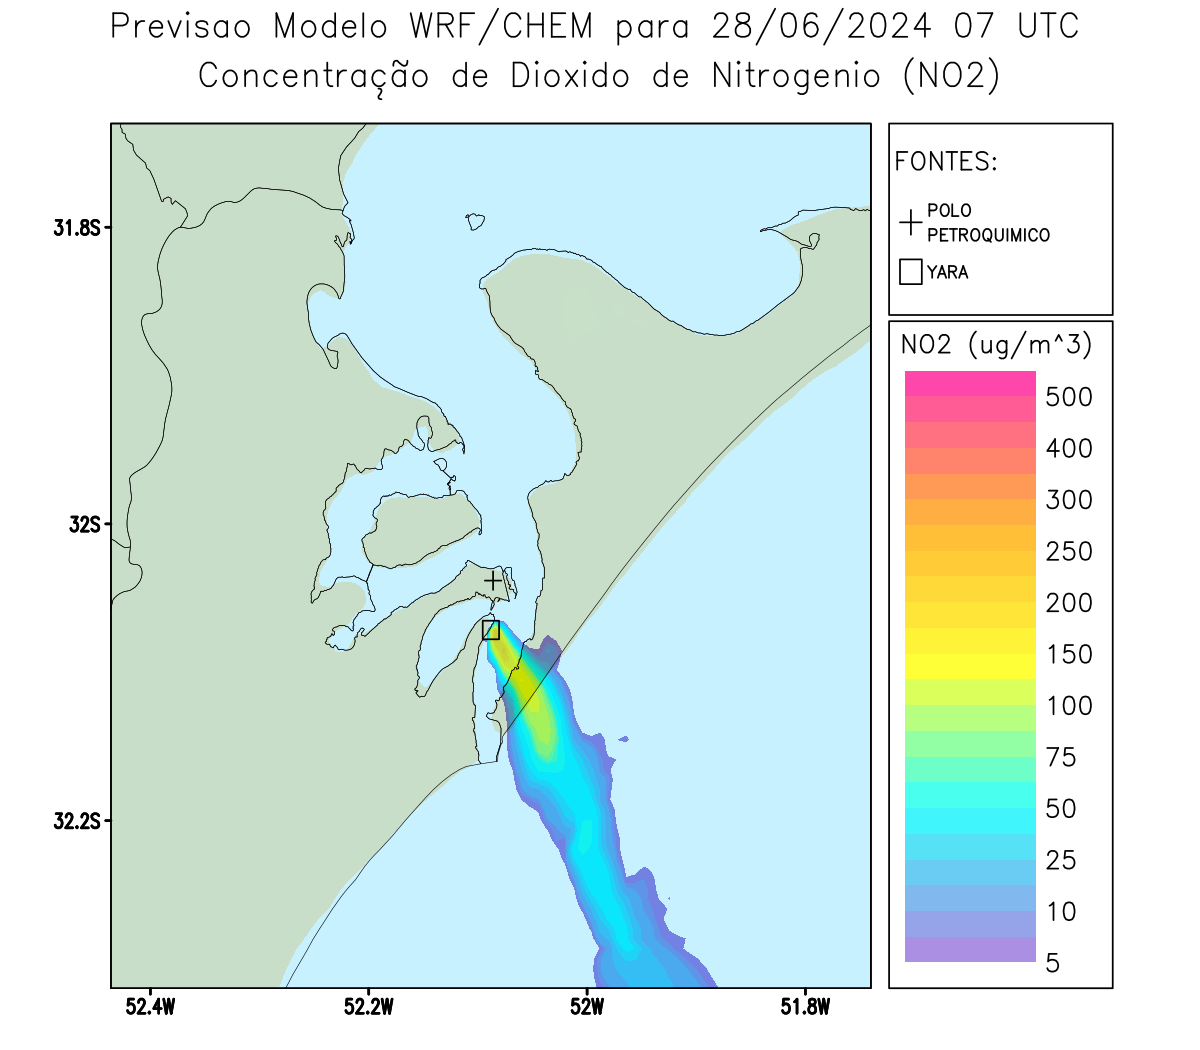 Previsao Modelo WRF/CHEM para 28/06/2024 07 UTC
Concentração de Dioxido de Nitrogenio (NO2)
FONTES:
POLO
PETROQUIMICO
YARA
31.8S
32S
32.2S
52.4W
52.2W
52W
51.8W
NO2 (ug/m^3)
500
400
300
250
200
150
100
75
50
25
10
5